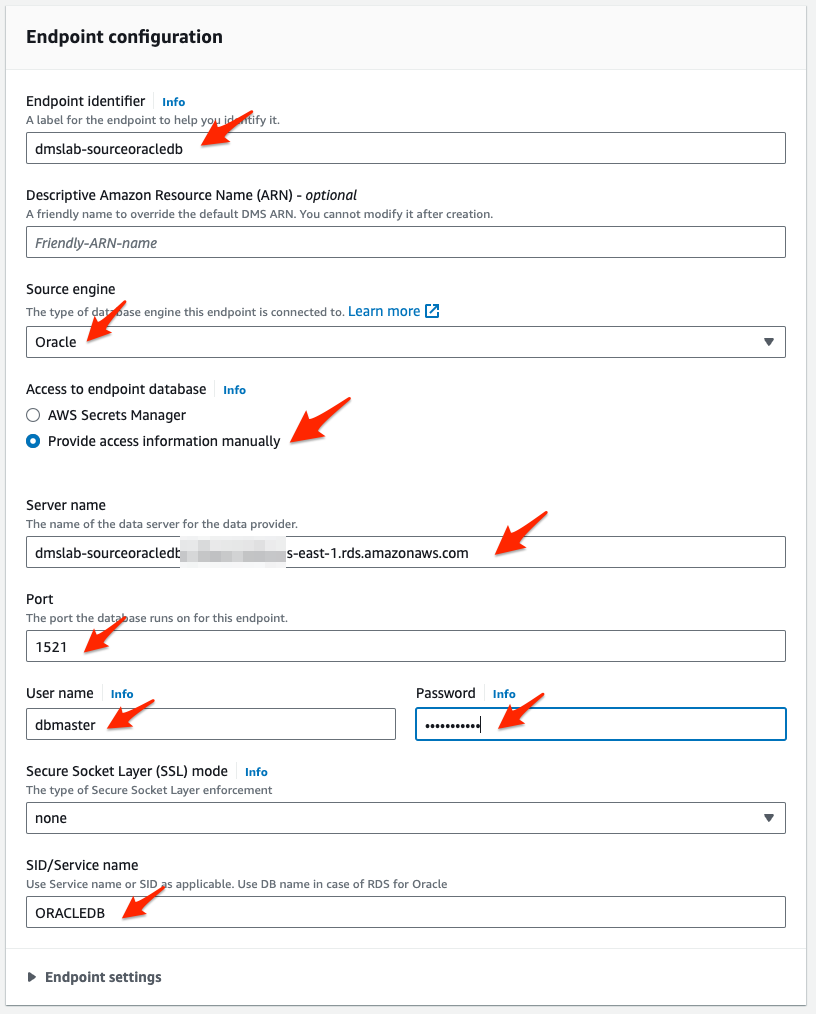 Endpoint configuration
Endpoint identifier Info
A label for the endpoint to help you identify it.
dmslab-sourceoracledb
Descriptive Amazon Resource Name (ARN) - optional
A friendly name to override the default DMS ARN. You cannot modify it after creation.
Friendly-ARN-name
Source engine
The type of database engine this endpoint is connected to. Learn more
Oracle
Access to endpoint database Info
AWS Secrets Manager
Provide access information manually
Server name
The name of the data server for the data provider.
dmslab-sourceoracledb s-east-1.rds.amazonaws.com
Port
The port the database runs on for this endpoint.
1521
User name Info Password Info
dbmaster •••••••••••
Secure Socket Layer (SSL) mode Info
The type of Secure Socket Layer enforcement
none
SID/Service name
Use Service name or SID as applicable. Use DB name in case of RDS for Oracle
ORACLEDB
Endpoint settings